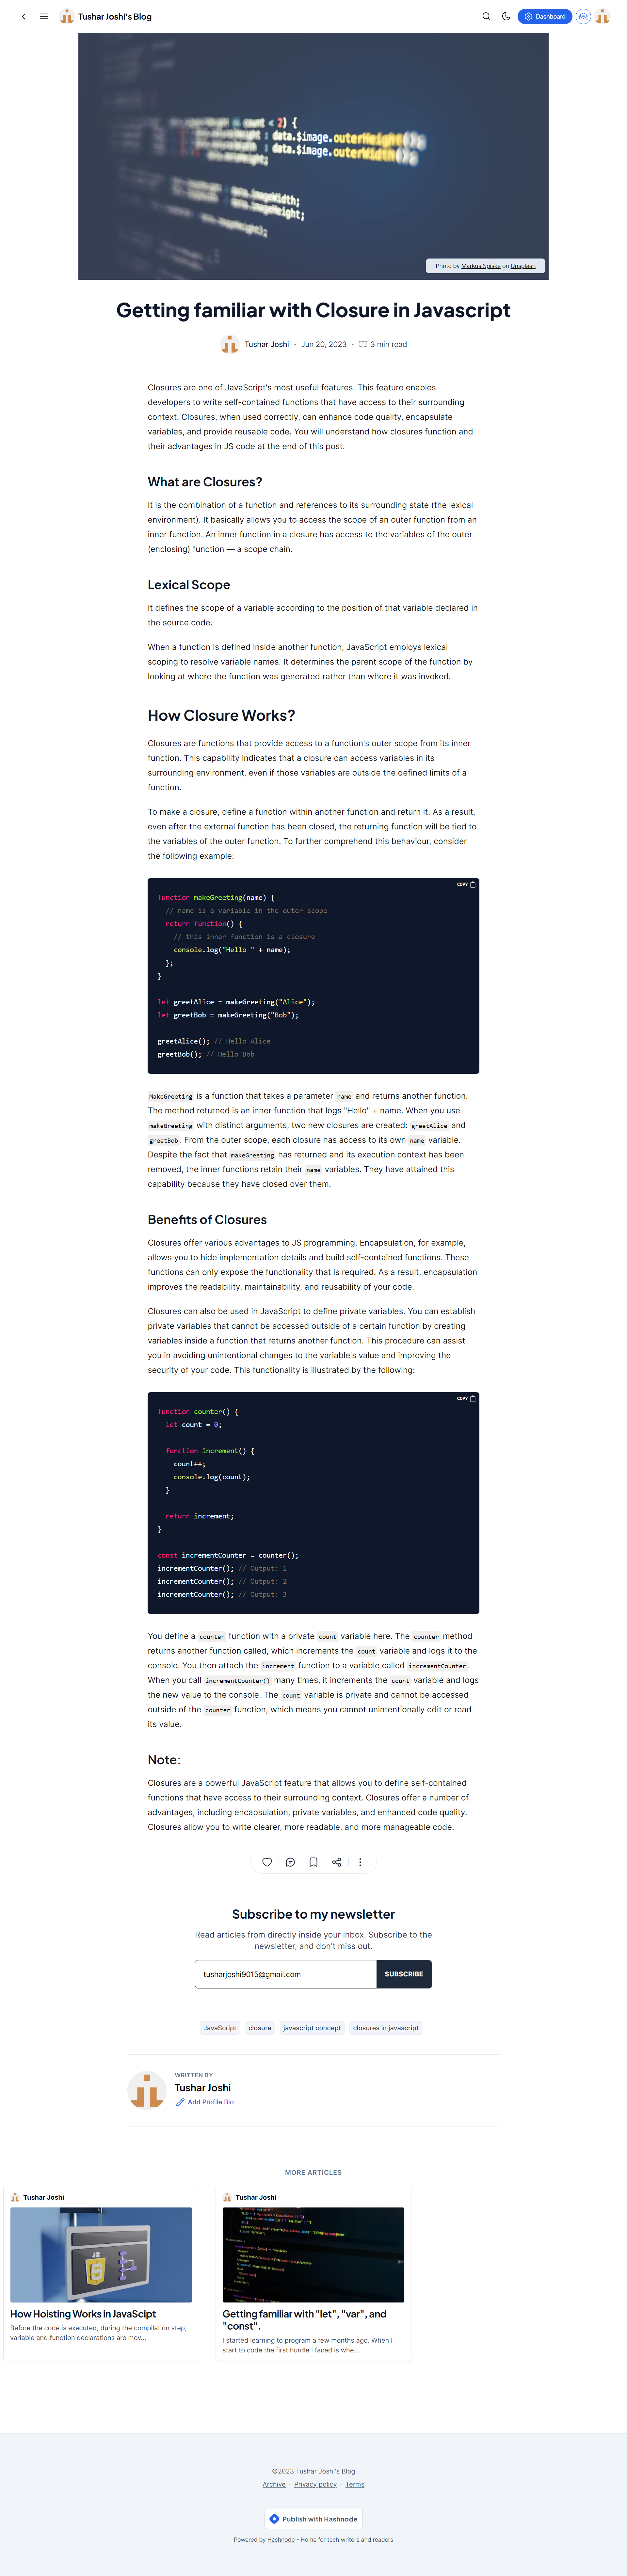 Tushar Joshi's Blog
Dashboard
< 2) {
: data.$image.outerHeight());
: data.$image.outerWidth());
Photo by Markus Spiske on Unsplash
Getting familiar with Closure in Javascript
Tushar Joshi · Jun 20, 2023 · 3 min read
Closures are one of JavaScript's most useful features. This feature enables
developers to write self-contained functions that have access to their surrounding
context. Closures, when used correctly, can enhance code quality, encapsulate
variables, and provide reusable code. You will understand how closures function and
their advantages in JS code at the end of this post.
What are Closures?
It is the combination of a function and references to its surrounding state (the lexical
environment). It basically allows you to access the scope of an outer function from an
inner function. An inner function in a closure has access to the variables of the outer
(enclosing) function — a scope chain.
Lexical Scope
It defines the scope of a variable according to the position of that variable declared in
the source code.
When a function is defined inside another function, JavaScript employs lexical
scoping to resolve variable names. It determines the parent scope of the function by
looking at where the function was generated rather than where it was invoked.
How Closure Works?
Closures are functions that provide access to a function's outer scope from its inner
function. This capability indicates that a closure can access variables in its
surrounding environment, even if those variables are outside the defined limits of a
function.
To make a closure, define a function within another function and return it. As a result,
even after the external function has been closed, the returning function will be tied to
the variables of the outer function. To further comprehend this behaviour, consider
the following example:
COPY
function makeGreeting(name) {
// name is a variable in the outer scope
return function() {
// this inner function is a closure
console.log("Hello " + name);
};
}
let greetAlice = makeGreeting("Alice");
let greetBob = makeGreeting("Bob");
greetAlice(); // Hello Alice
greetBob(); // Hello Bob
MakeGreeting is a function that takes a parameter name and returns another function.
The method returned is an inner function that logs "Hello" + name. When you use
makeGreeting with distinct arguments, two new closures are created: greetAlice and
greetBob. From the outer scope, each closure has access to its own name variable.
Despite the fact that makeGreeting has returned and its execution context has been
removed, the inner functions retain their name variables. They have attained this
capability because they have closed over them.
Benefits of Closures
Closures offer various advantages to JS programming. Encapsulation, for example,
allows you to hide implementation details and build self-contained functions. These
functions can only expose the functionality that is required. As a result, encapsulation
improves the readability, maintainability, and reusability of your code.
Closures can also be used in JavaScript to define private variables. You can establish
private variables that cannot be accessed outside of a certain function by creating
variables inside a function that returns another function. This procedure can assist
you in avoiding unintentional changes to the variable's value and improving the
security of your code. This functionality is illustrated by the following:
COPY
function counter() {
let count = 0;
function increment() {
count++;
console.log(count);
}
return increment;
}
const incrementCounter = counter();
incrementCounter(); // Output: 1
incrementCounter(); // Output: 2
incrementCounter(); // Output: 3
You define a counter function with a private count variable here. The counter method
returns another function called, which increments the count variable and logs it to the
console. You then attach the increment function to a variable called incrementCounter.
When you call incrementCounter() many times, it increments the count variable and logs
the new value to the console. The count variable is private and cannot be accessed
outside of the counter function, which means you cannot unintentionally edit or read
its value.
Note:
Closures are a powerful JavaScript feature that allows you to define self-contained
functions that have access to their surrounding context. Closures offer a number of
advantages, including encapsulation, private variables, and enhanced code quality.
Closures allow you to write clearer, more readable, and more manageable code.
Subscribe to my newsletter
Read articles from directly inside your inbox. Subscribe to the
newsletter, and don't miss out.
tusharjoshi9015@gmail.com
SUBSCRIBE
JavaScript closure javascript concept closures in javascript
WRITTEN BY
Tushar Joshi
Add Profile Bio
MORE ARTICLES
Tushar Joshi
JS
How Hoisting Works in JavaScipt
Before the code is executed, during the compilation step,
variable and function declarations are mov...
Tushar Joshi
Getting familiar with "let", "var", and
"const".
I started learning to program a few months ago. When I
start to code the first hurdle I faced is whe...
©2023 Tushar Joshi's Blog
Archive · Privacy policy · Terms
Publish with Hashnode
Powered by Hashnode - Home for tech writers and readers